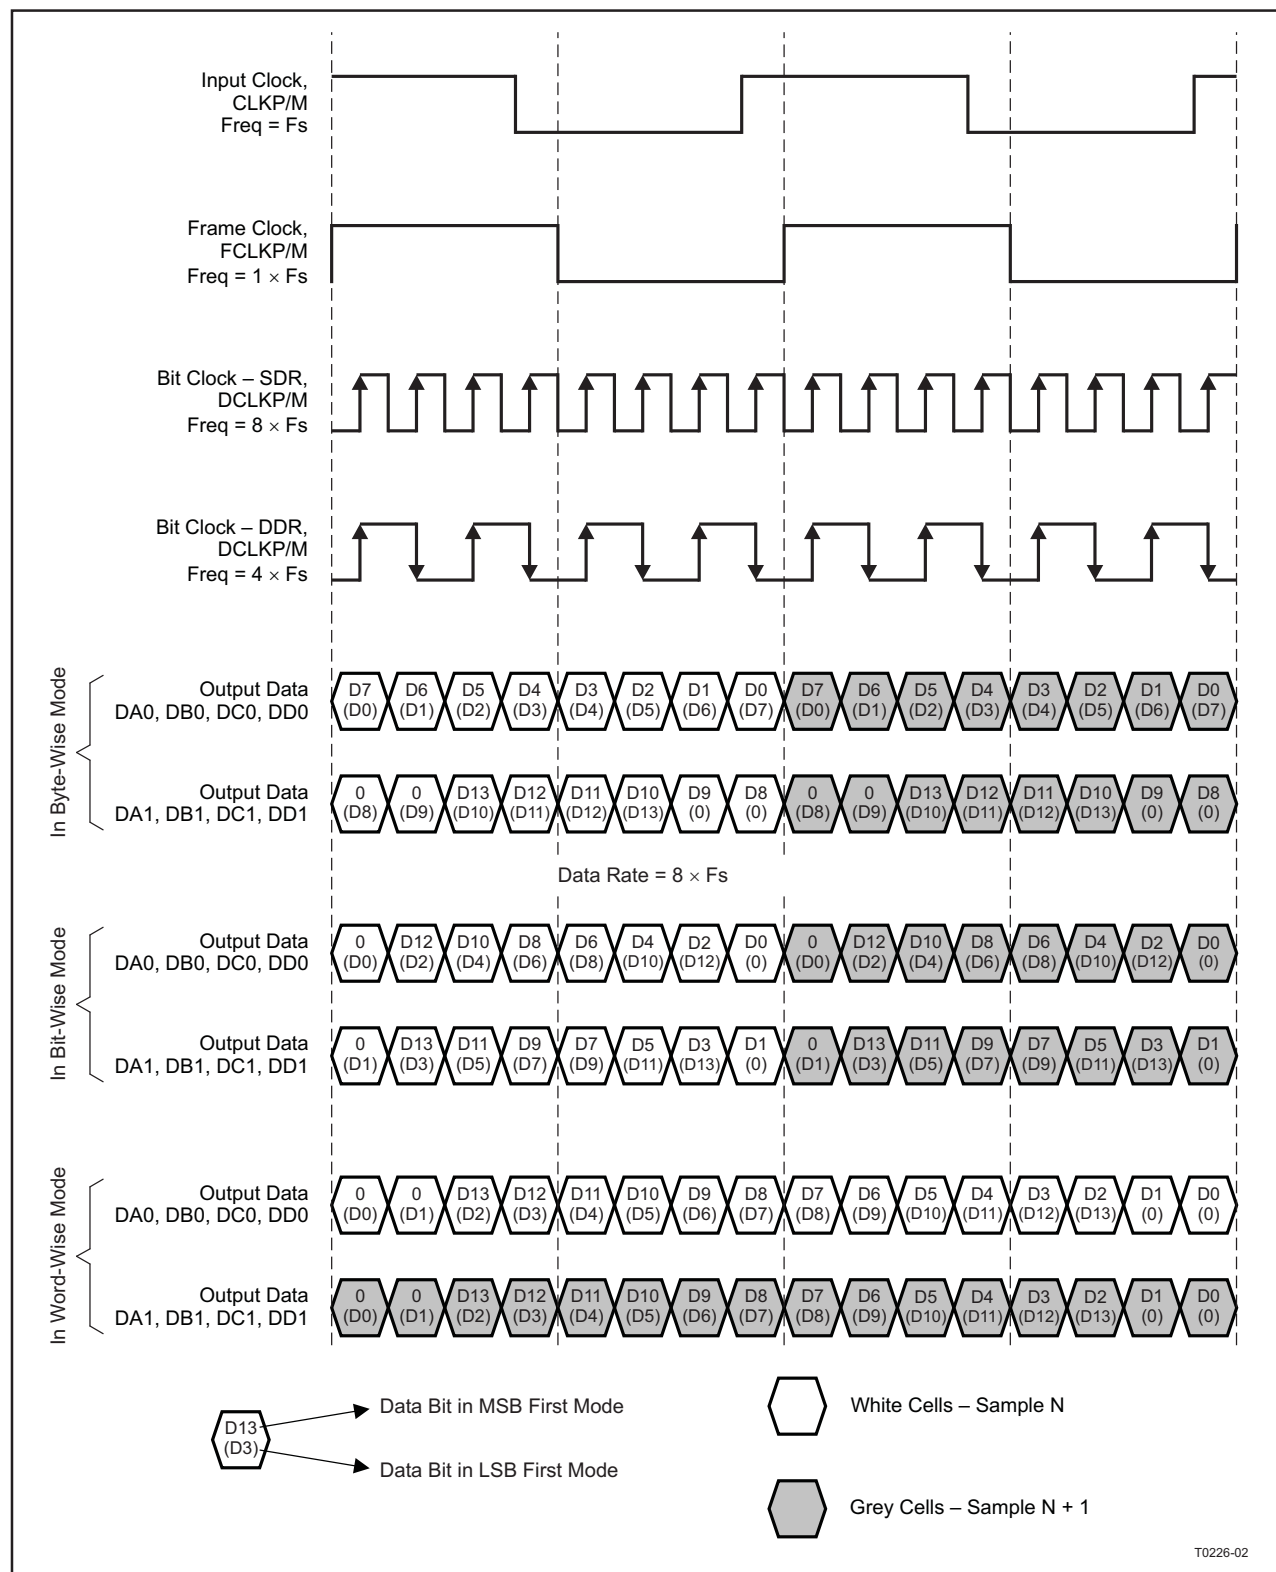 Input Clock,
CLKP/M
Freq = Fs
Frame Clock,
FCLKP/M
Freq = 1 × Fs
Bit Clock – SDR,
DCLKP/M
Freq = 8 × Fs
Bit Clock – DDR,
DCLKP/M
Freq = 4 × Fs
In Byte-Wise Mode
Output Data
DA0, DB0, DC0, DD0
D7 D6 D5 D4 D3 D2 D1 D0 D7 D6 D5 D4 D3 D2 D1 D0
(D0) (D1) (D2) (D3) (D4) (D5) (D6) (D7) (D0) (D1) (D2) (D3) (D4) (D5) (D6) (D7)
Output Data
DA1, DB1, DC1, DD1
0 0 D13 D12 D11 D10 D9 D8 0 0 D13 D12 D11 D10 D9 D8
(D8) (D9) (D10) (D11) (D12) (D13) (0) (0) (D8) (D9) (D10) (D11) (D12) (D13) (0) (0)
Data Rate = 8 × Fs
In Bit-Wise Mode
Output Data
DA0, DB0, DC0, DD0
0 D12 D10 D8 D6 D4 D2 D0 0 D12 D10 D8 D6 D4 D2 D0
(D0) (D2) (D4) (D6) (D8) (D10) (D12) (0) (D0) (D2) (D4) (D6) (D8) (D10) (D12) (0)
Output Data
DA1, DB1, DC1, DD1
0 D13 D11 D9 D7 D5 D3 D1 0 D13 D11 D9 D7 D5 D3 D1
(D1) (D3) (D5) (D7) (D9) (D11) (D13) (0) (D1) (D3) (D5) (D7) (D9) (D11) (D13) (0)
In Word-Wise Mode
Output Data
DA0, DB0, DC0, DD0
0 0 D13 D12 D11 D10 D9 D8 D7 D6 D5 D4 D3 D2 D1 D0
(D0) (D1) (D2) (D3) (D4) (D5) (D6) (D7) (D8) (D9) (D10) (D11) (D12) (D13) (0) (0)
Output Data
DA1, DB1, DC1, DD1
0 0 D13 D12 D11 D10 D9 D8 D7 D6 D5 D4 D3 D2 D1 D0
(D0) (D1) (D2) (D3) (D4) (D5) (D6) (D7) (D8) (D9) (D10) (D11) (D12) (D13) (0) (0)
D13
(D3)
Data Bit in MSB First Mode
Data Bit in LSB First Mode
White Cells – Sample N
Grey Cells – Sample N + 1
T0226-02